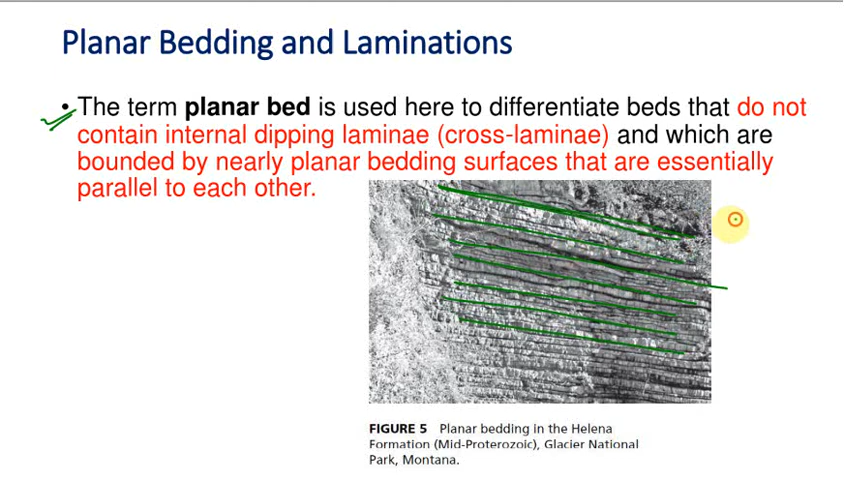 Planar Bedding and Laminations
• The term planar bed is used here to differentiate beds that do not
contain internal dipping laminae (cross-laminae) and which are
bounded by nearly planar bedding surfaces that are essentially
parallel to each other.
FIGURE 5 Planar bedding in the Helena
Formation (Mid-Proterozoic), Glacier National
Park, Montana.